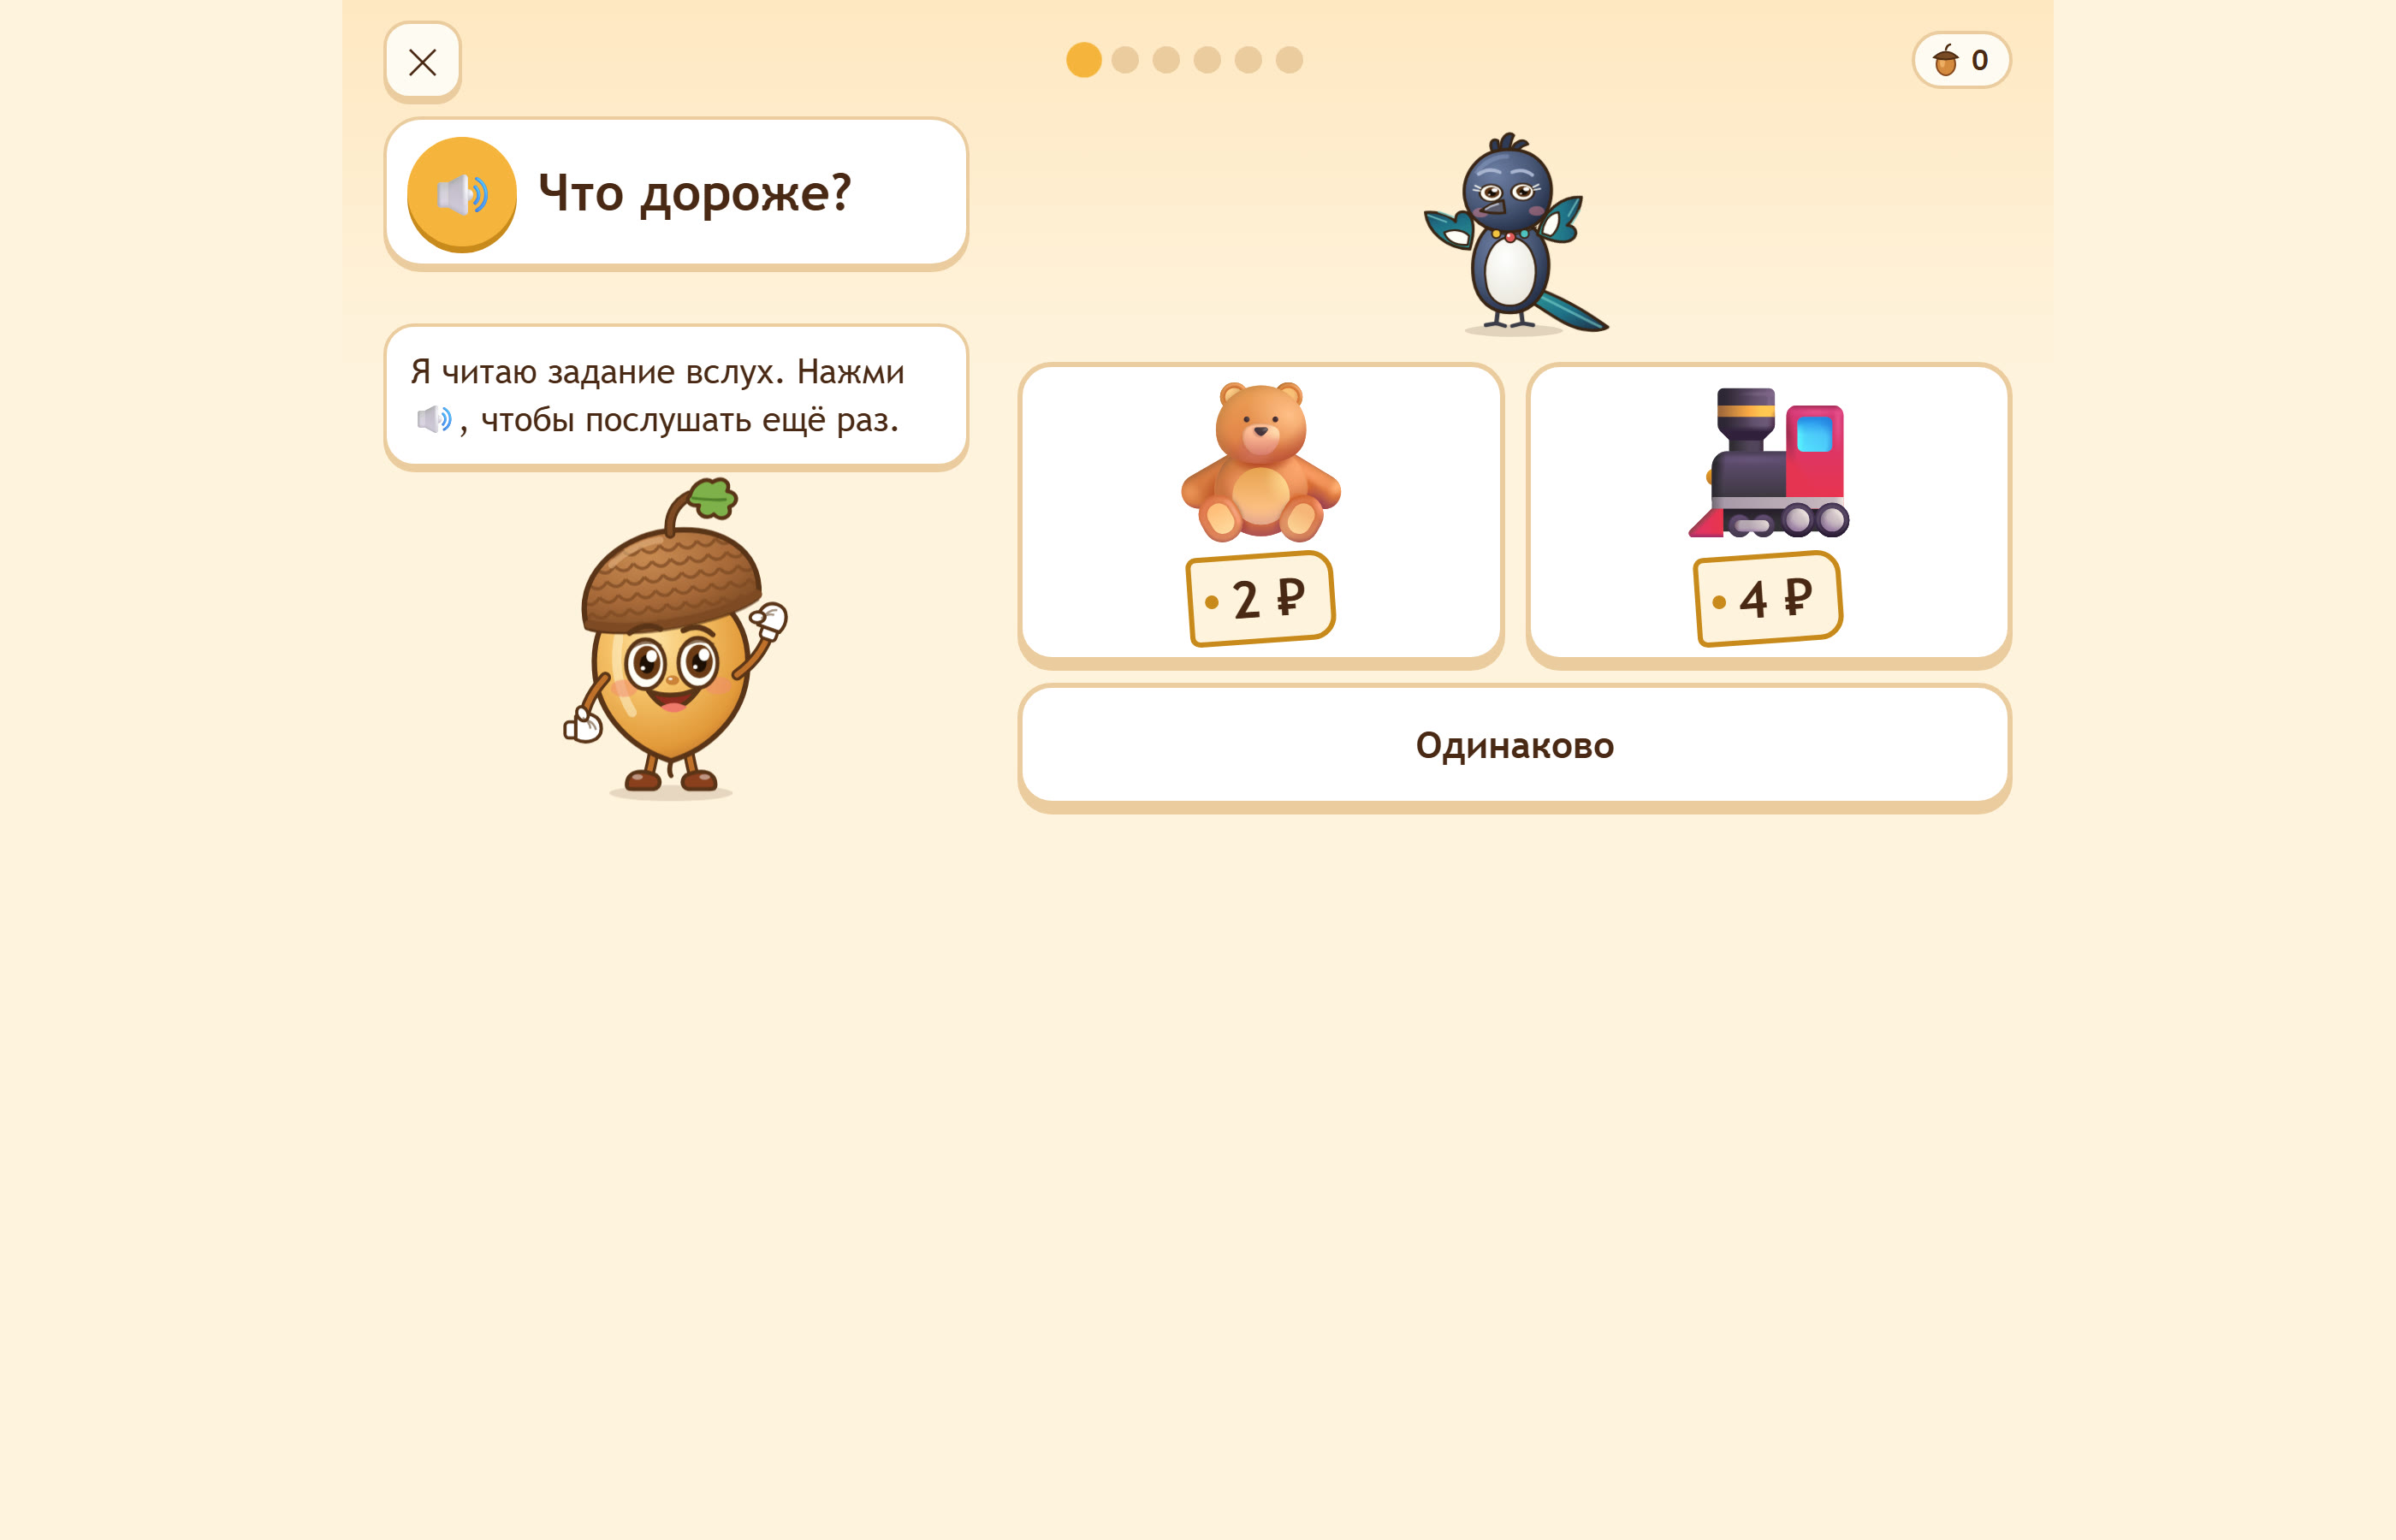 0
Что дороже?
Я читаю задание вслух. Нажми
🔊, чтобы послушать ещё раз.
2 ₽
4 ₽
Одинаково